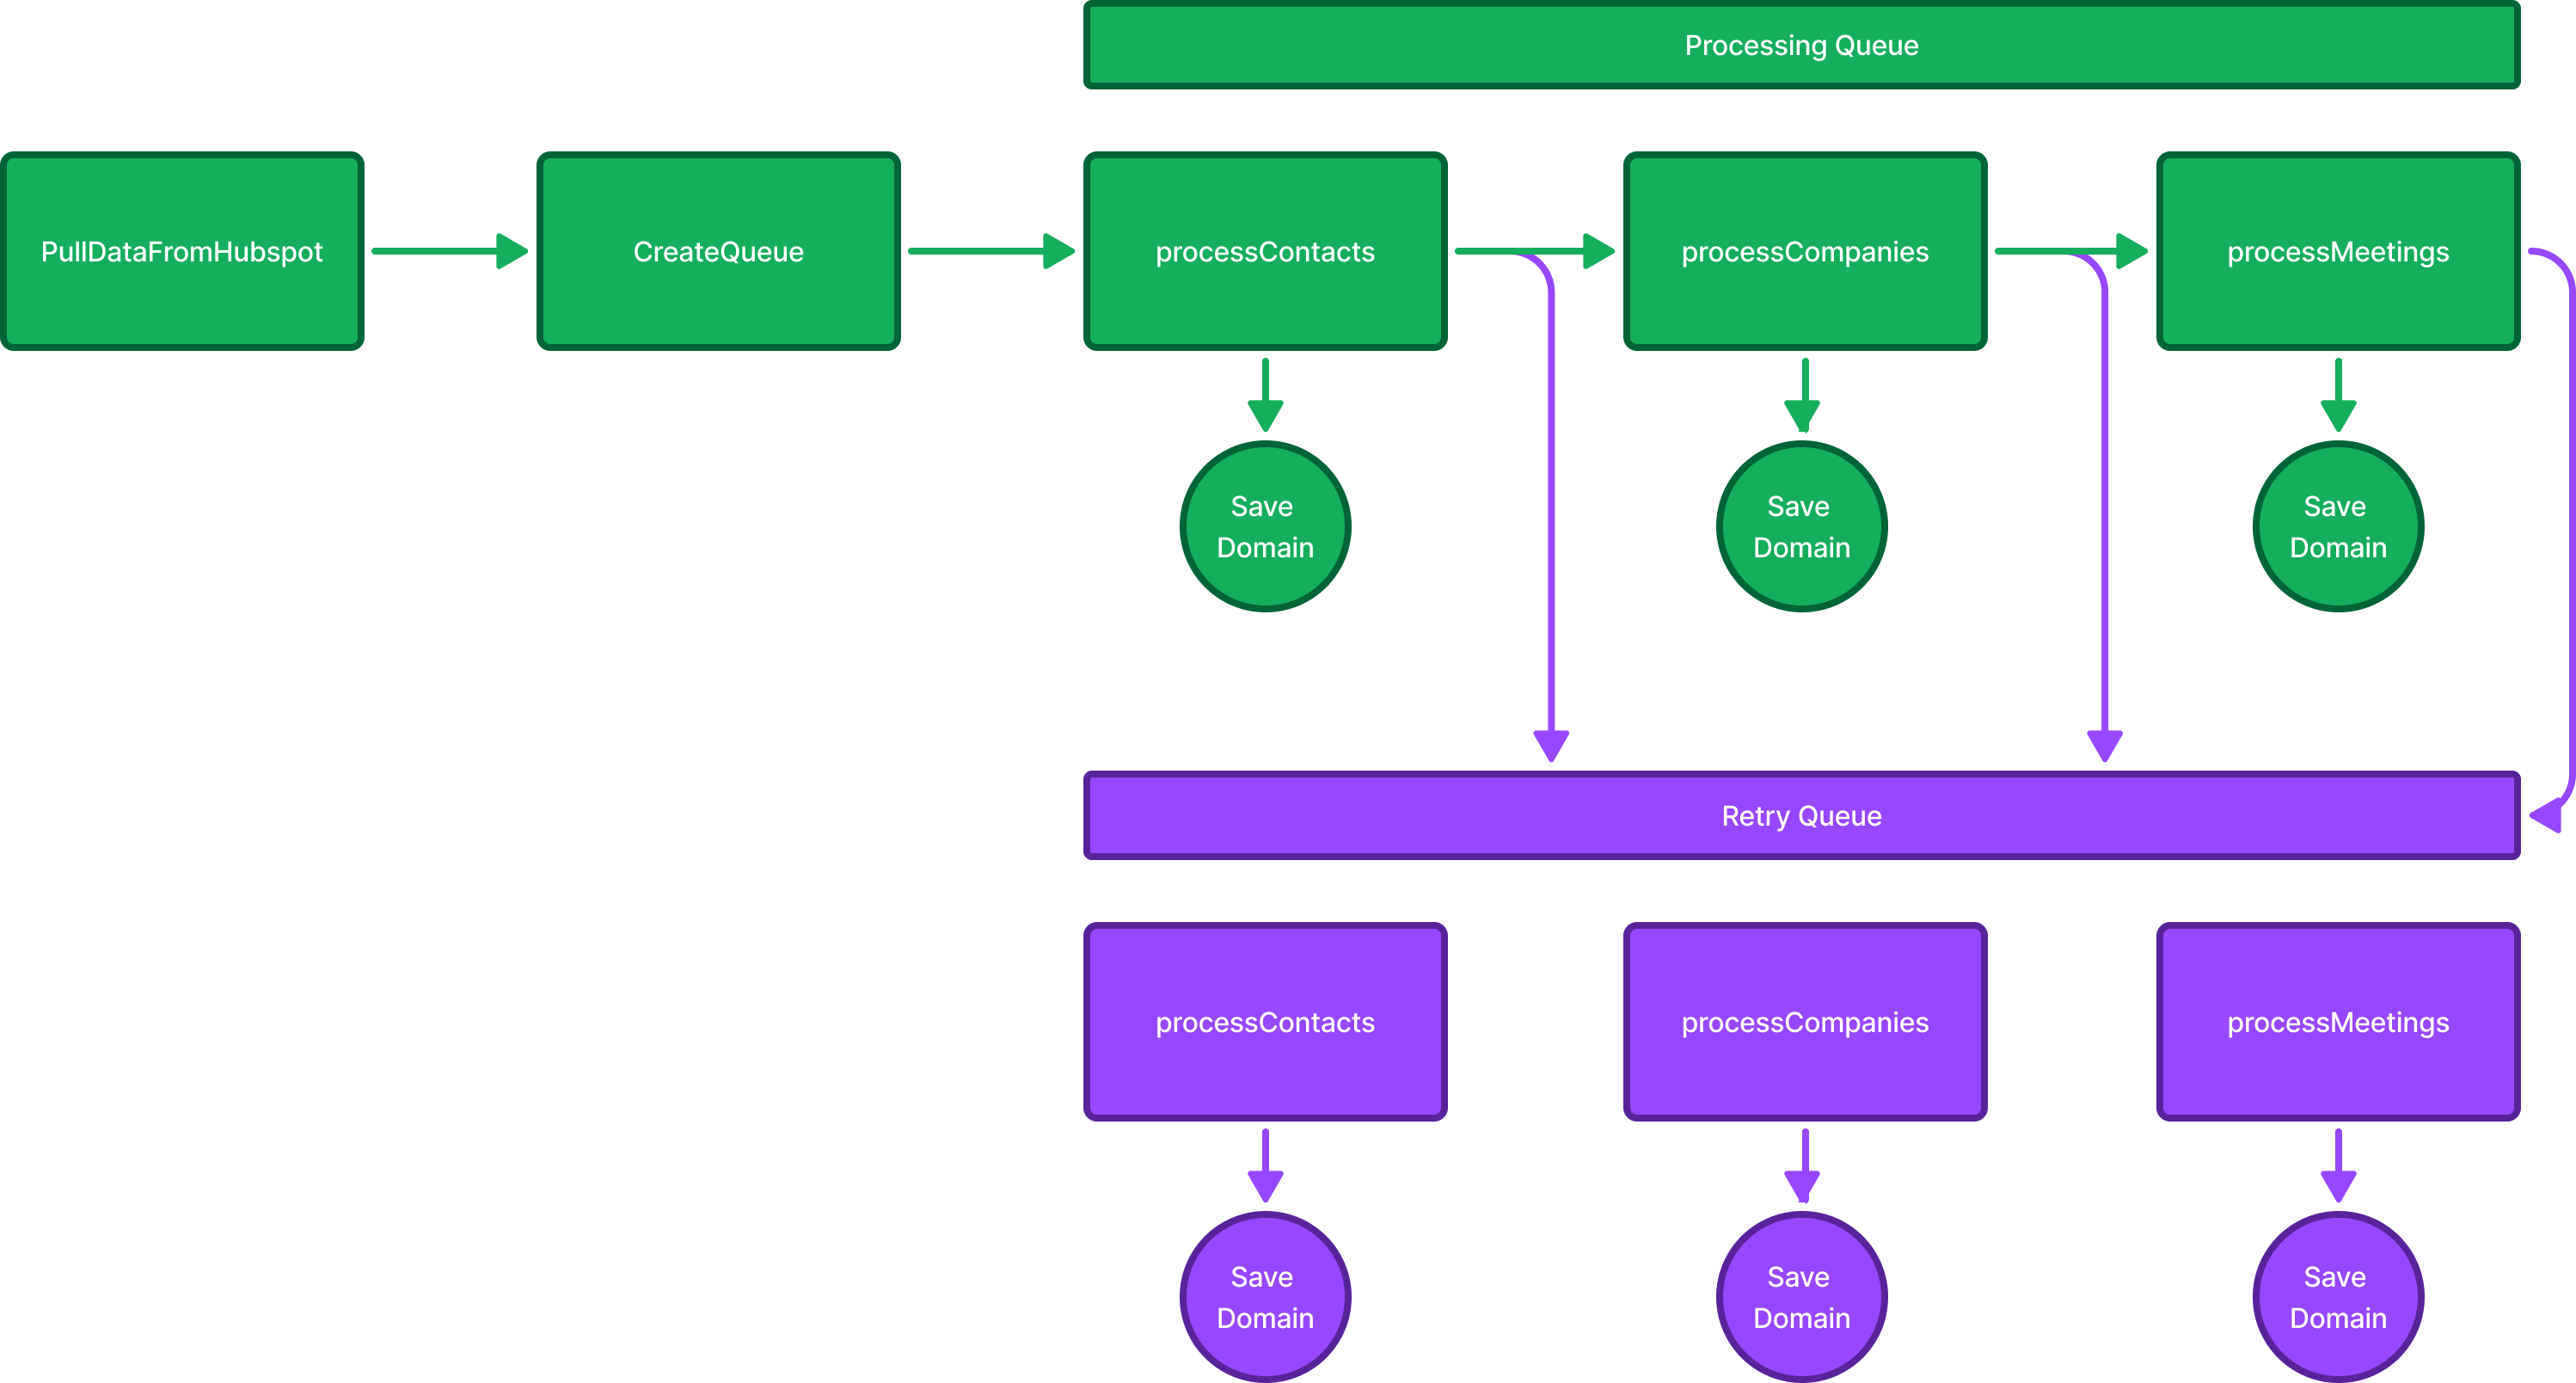 Processing Queue
PullDataFromHubspot
CreateQueue
processContacts
processCompanies
processMeetings
Save
Domain
Save
Domain
Save
Domain
Retry Queue
processContacts
processCompanies
processMeetings
Save
Domain
Save
Domain
Save
Domain